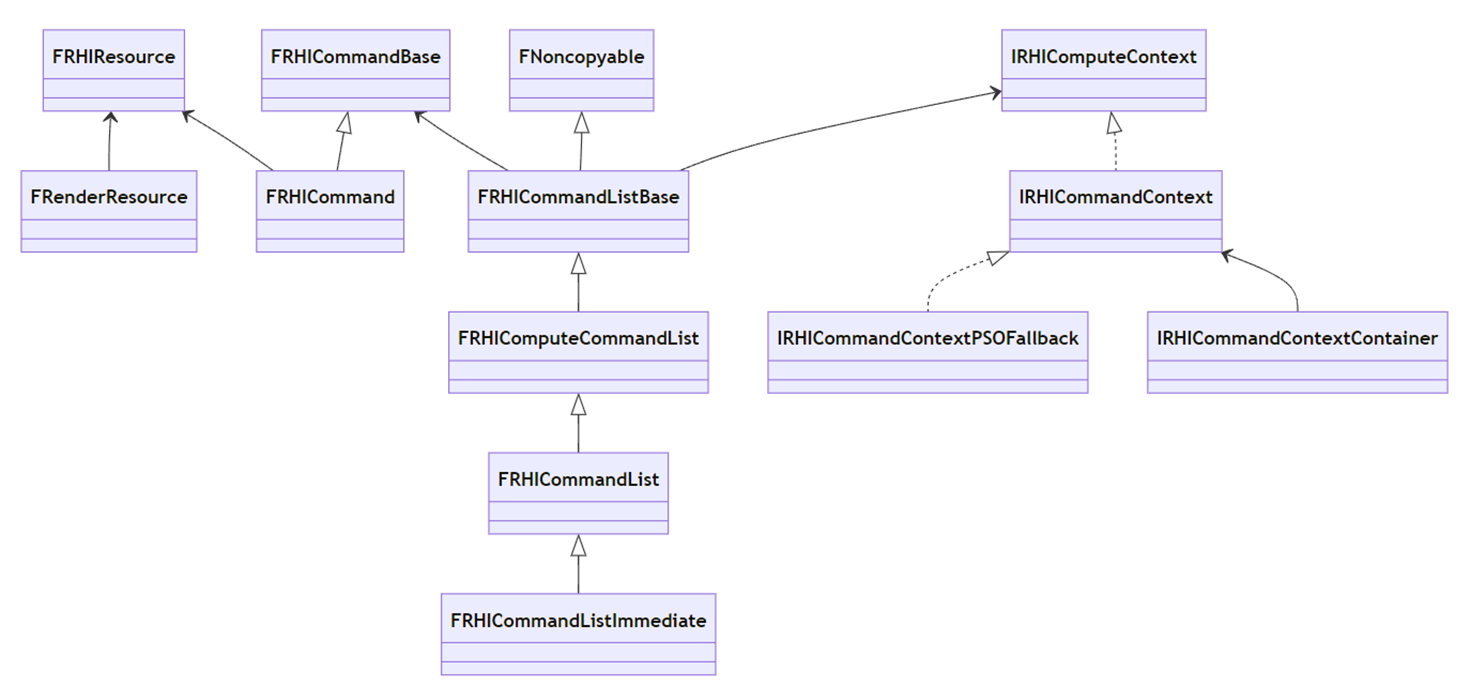 FRHIResource
FRHICommandBase
FNoncopyable
IRHIComputeContext
FRenderResource
FRHICommand
FRHICommandListBase
IRHICommandContext
FRHIComputeCommandList
IRHICommandContextPSOFallback
IRHICommandContextContainer
FRHICommandList
FRHICommandListImmediate